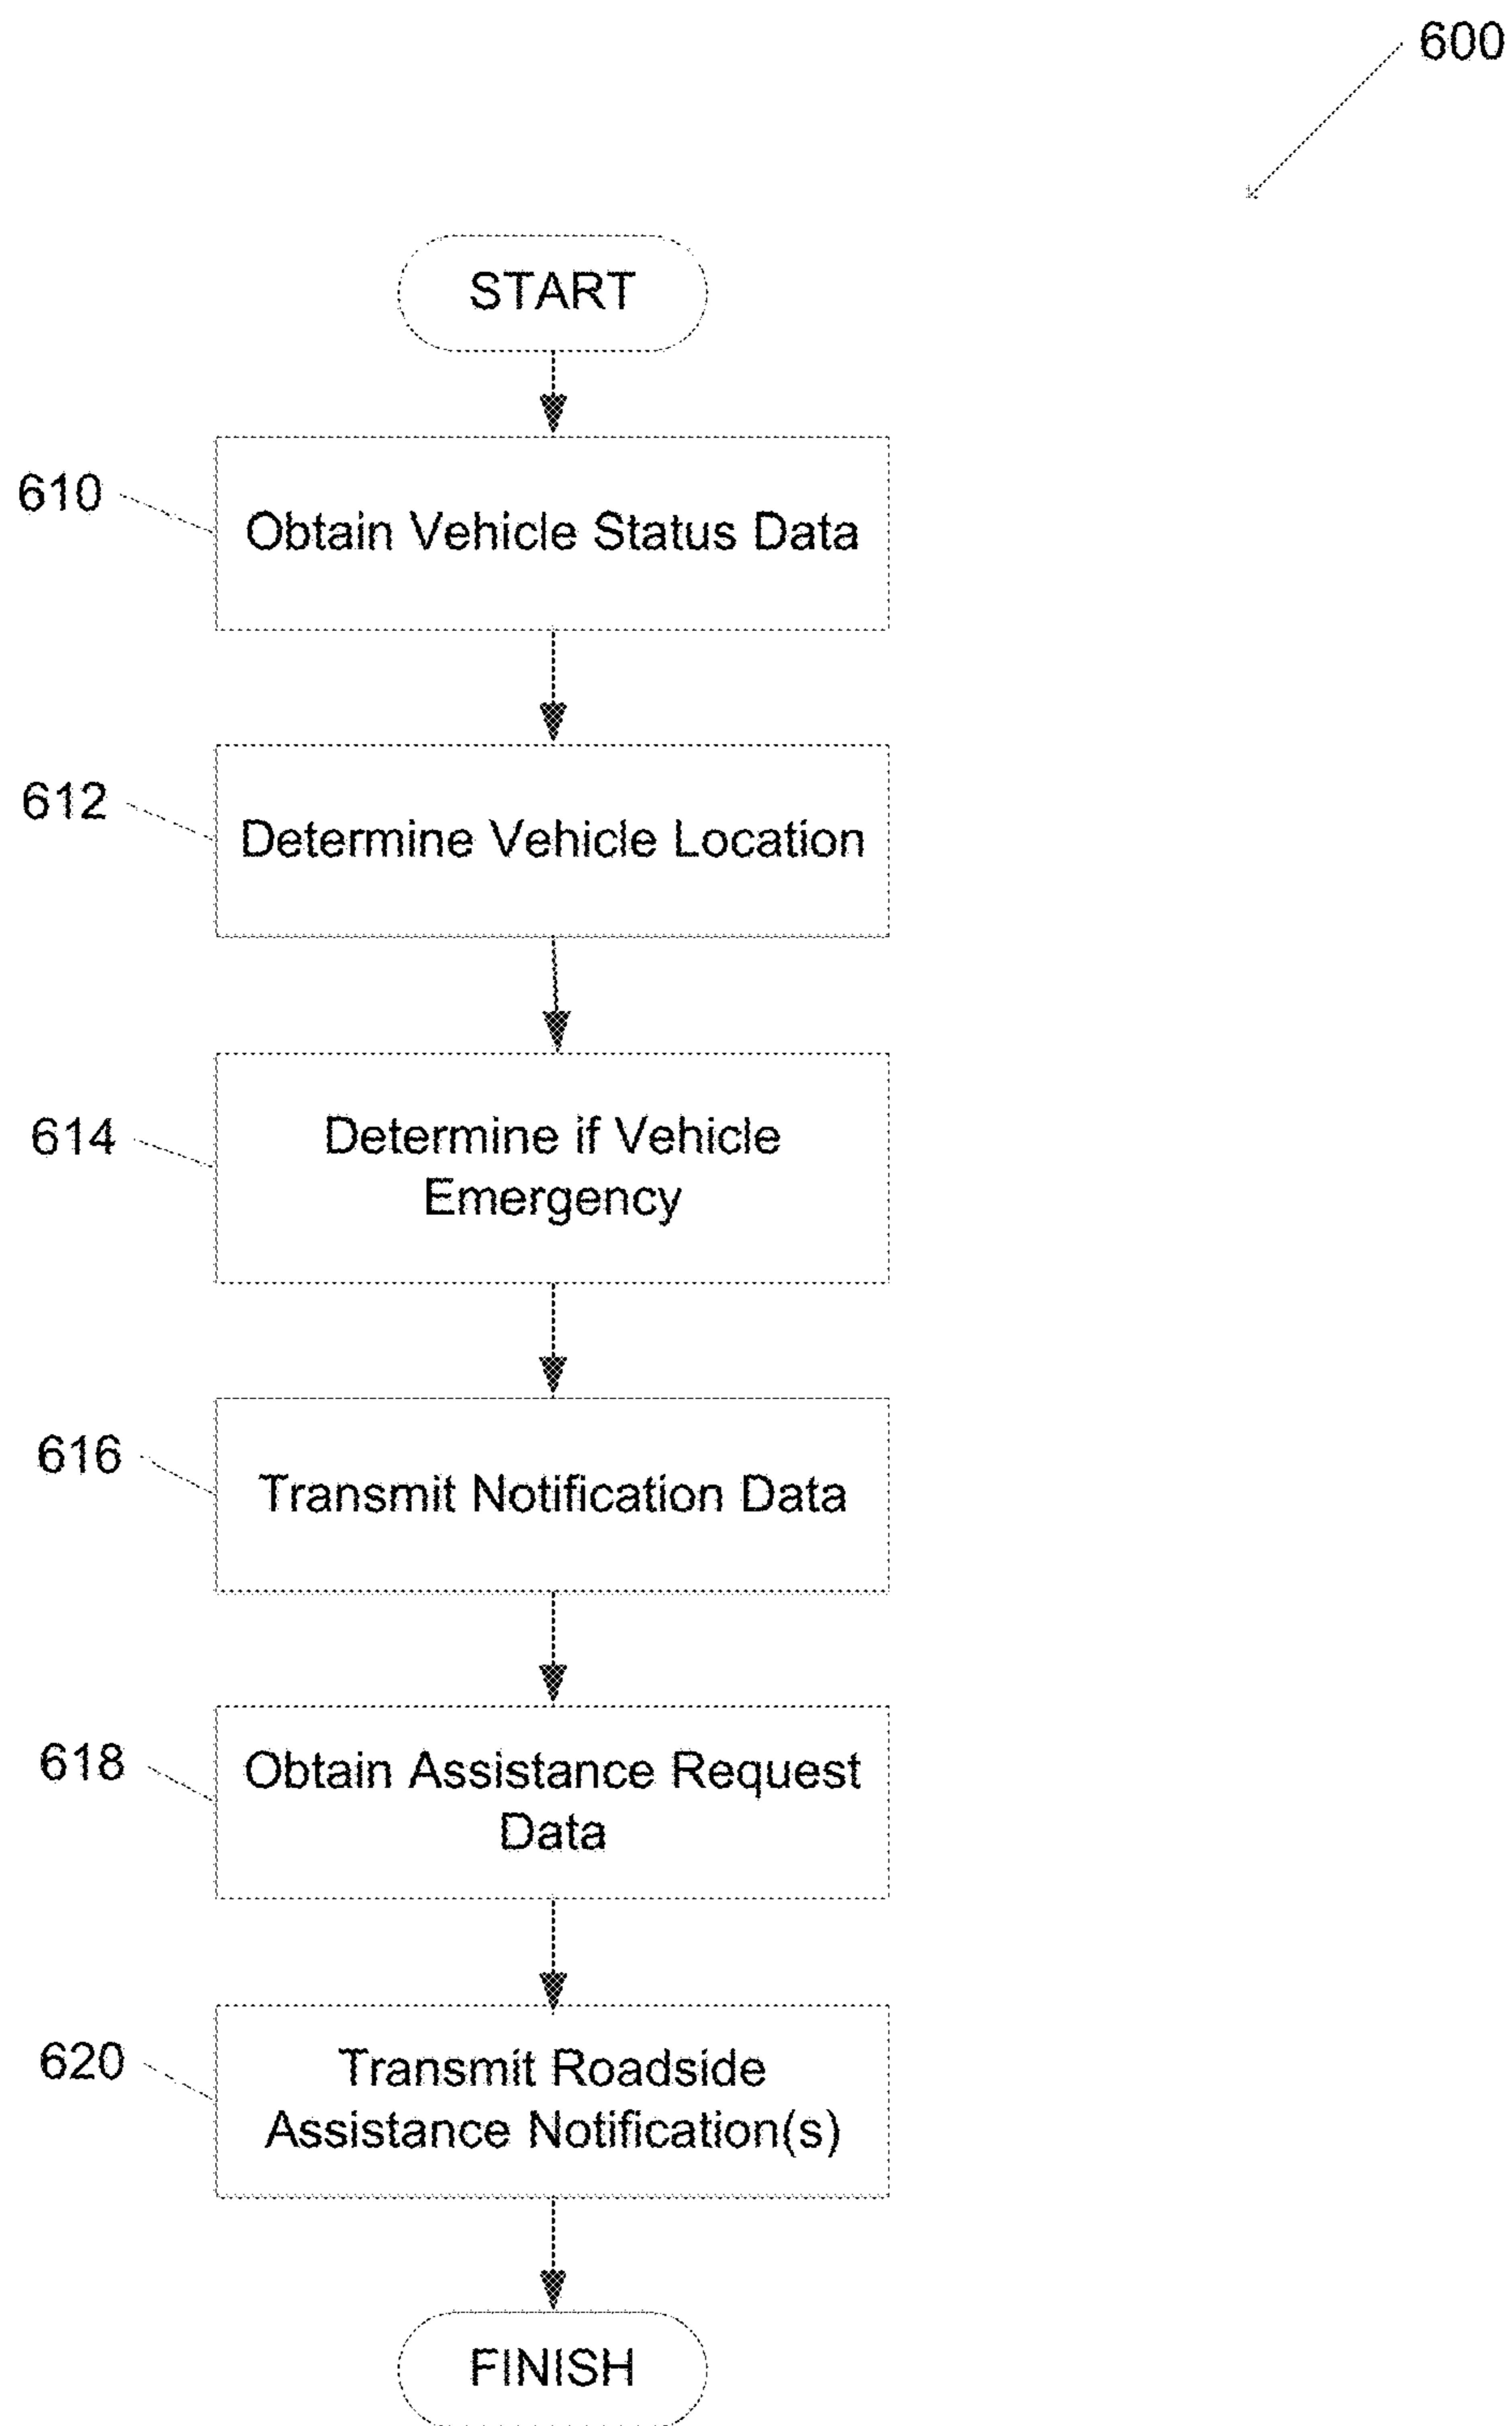 600
START
610
Obtain Vehicle Status Data
612
Determine Vehicle Location
614
Determine if Vehicle
Emergency
616
Transmit Notification Data
618
Obtain Assistance Request
Data
620
Transmit Roadside
Assistance Notification(s)
FINISH